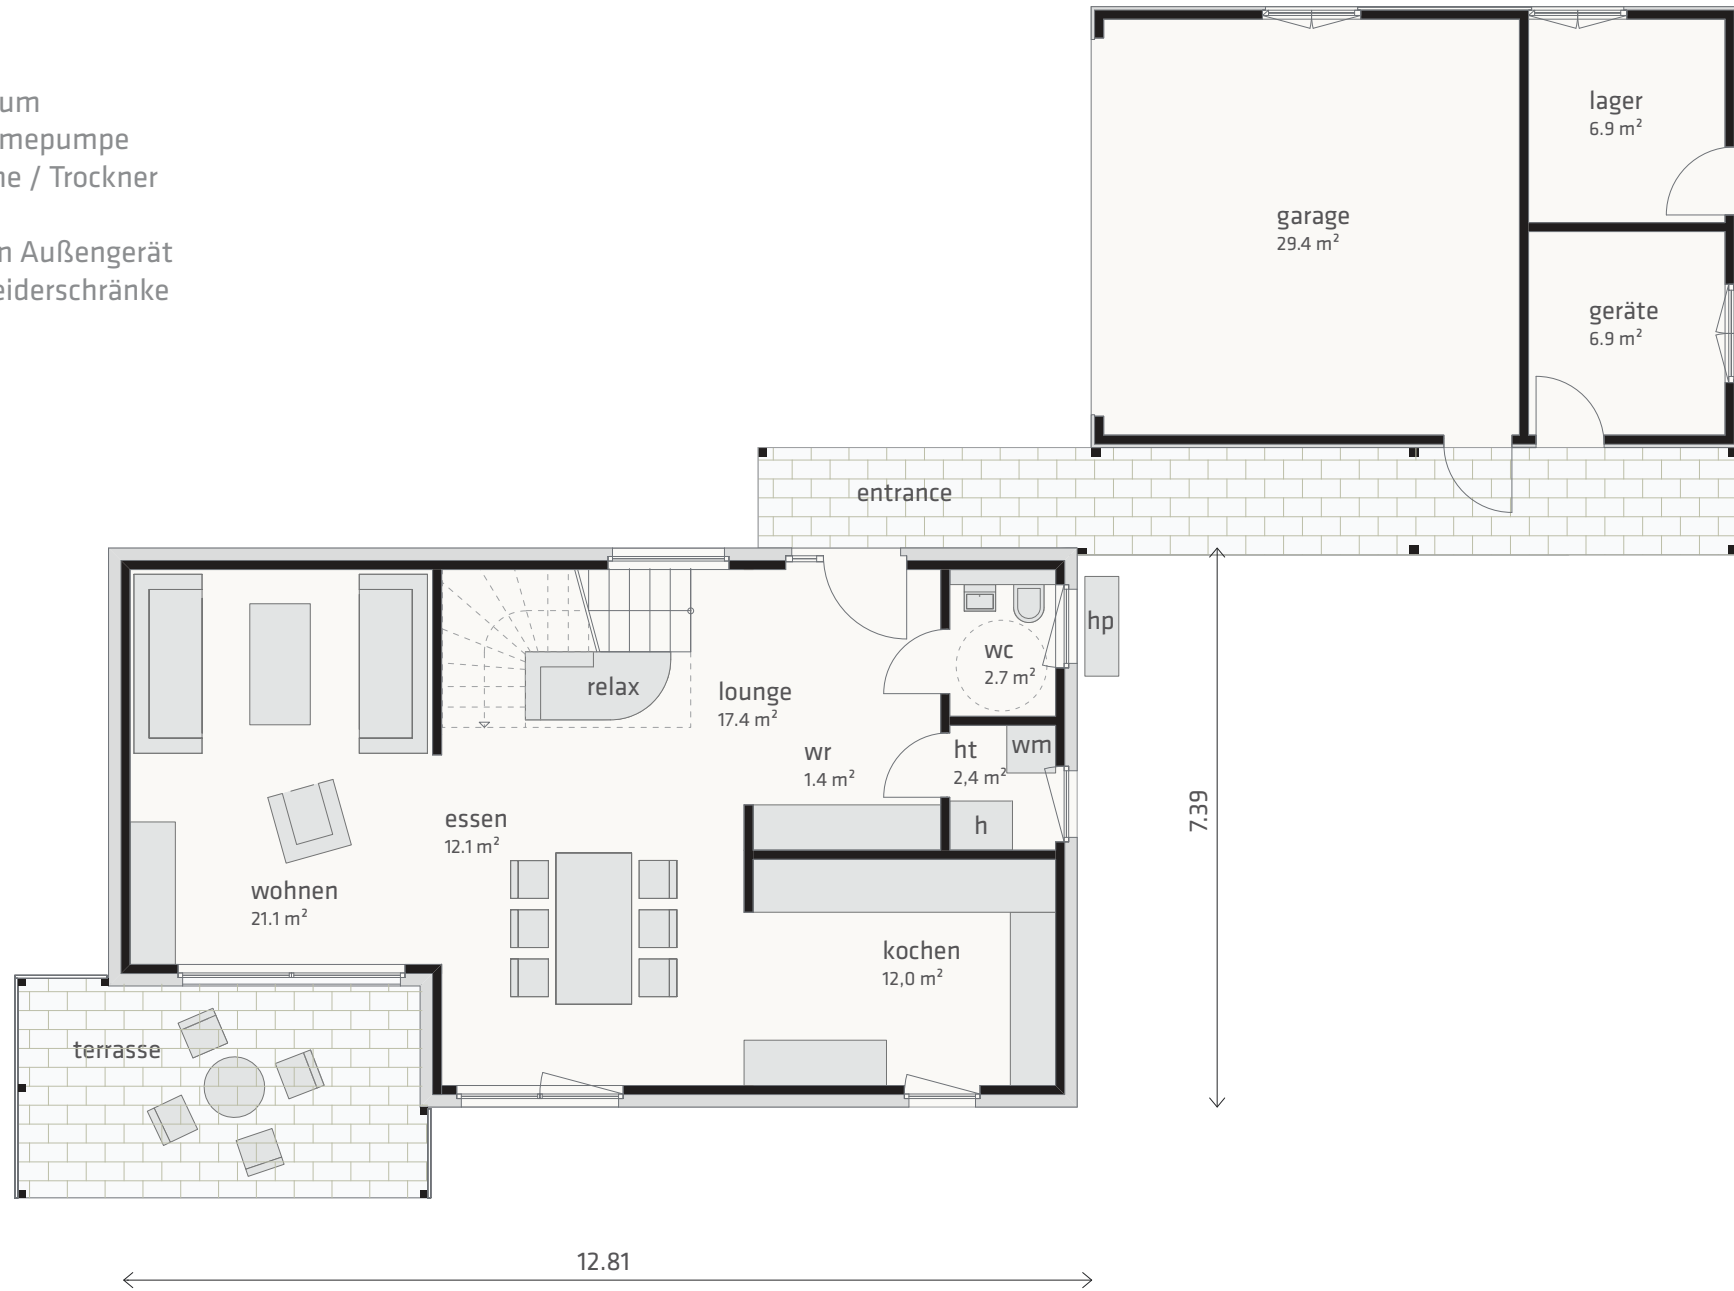 um
mepumpe
ne / Trockner
n Außengerät
eiderschränke
lager
6.9 m²
garage
29.4 m²
geräte
6.9 m²
entrance
hp
wc
2.7 m²
relax
lounge
17.4 m²
wr
1.4 m²
ht
2,4 m²
wm
h
essen
12.1 m²
wohnen
21.1 m²
kochen
12,0 m²
terrasse
7.39
12.81